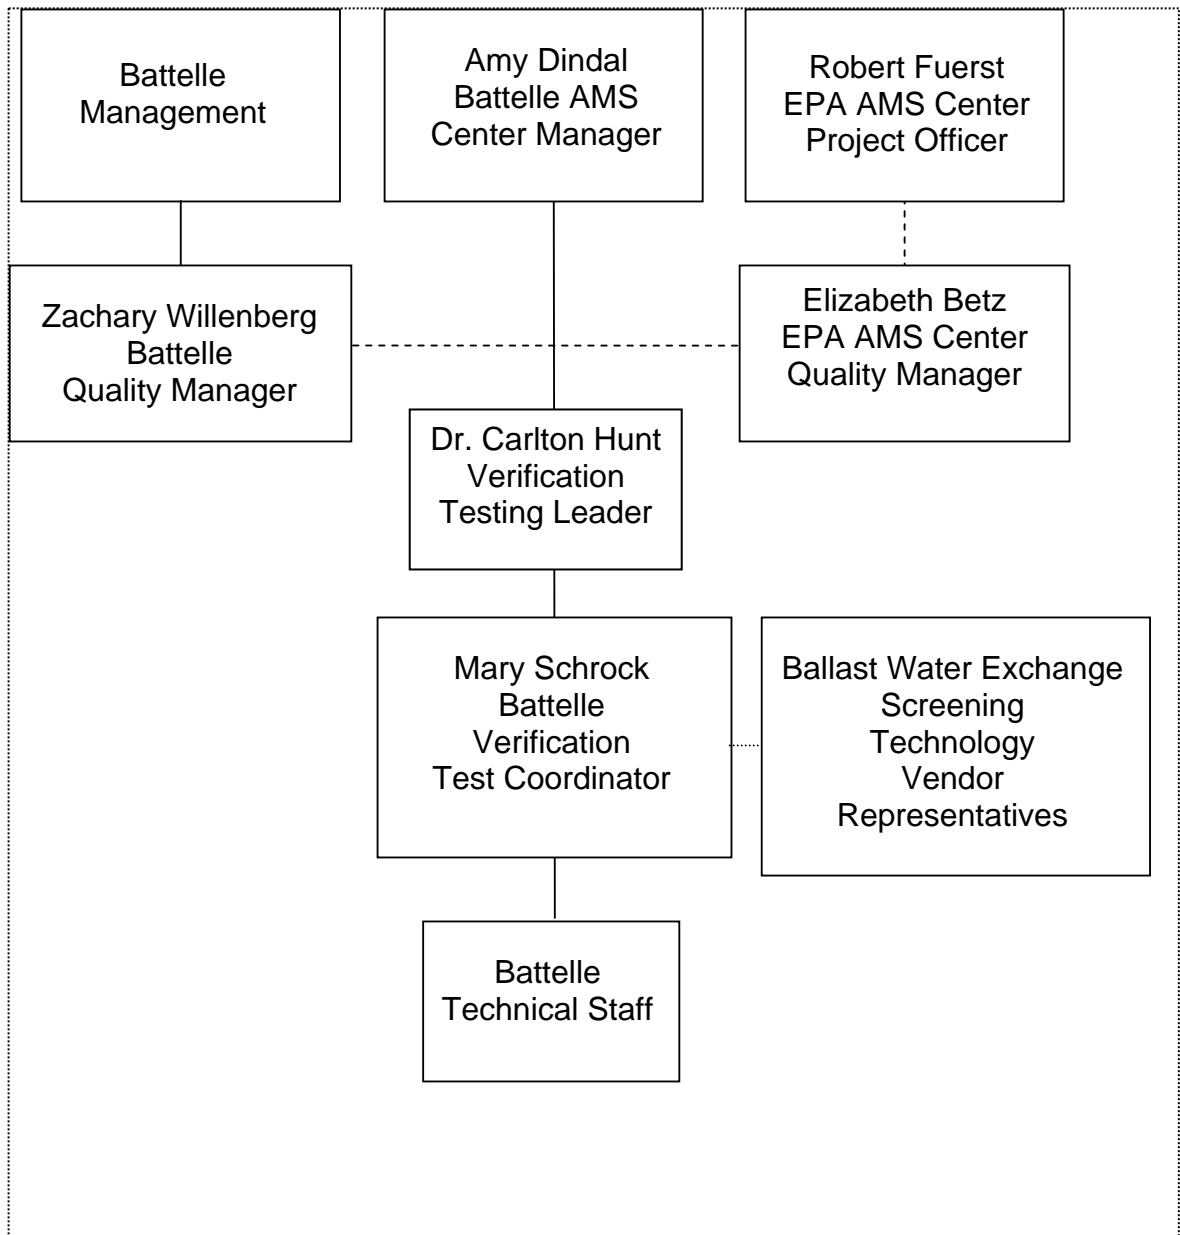 Battelle
Management
Amy Dindal
Battelle AMS
Center Manager
Robert Fuerst
EPA AMS Center
Project Officer
Zachary Willenberg
Battelle
Quality Manager
Elizabeth Betz
EPA AMS Center
Quality Manager
Dr. Carlton Hunt
Verification
Testing Leader
Mary Schrock
Battelle
Verification
Test Coordinator
Ballast Water Exchange
Screening
Technology
Vendor
Representatives
Battelle
Technical Staff